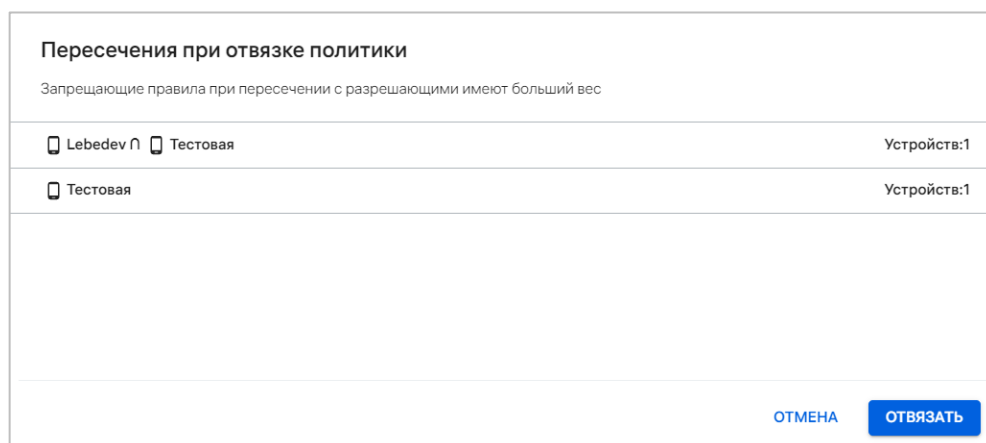 Пересечения при отвязке политики
Запрещающие правила при пересечении с разрешающими имеют больший вес
Lebedev ∩ Тестовая Устройств:1
Тестовая Устройств:1
ОТМЕНА ОТВЯЗАТЬ